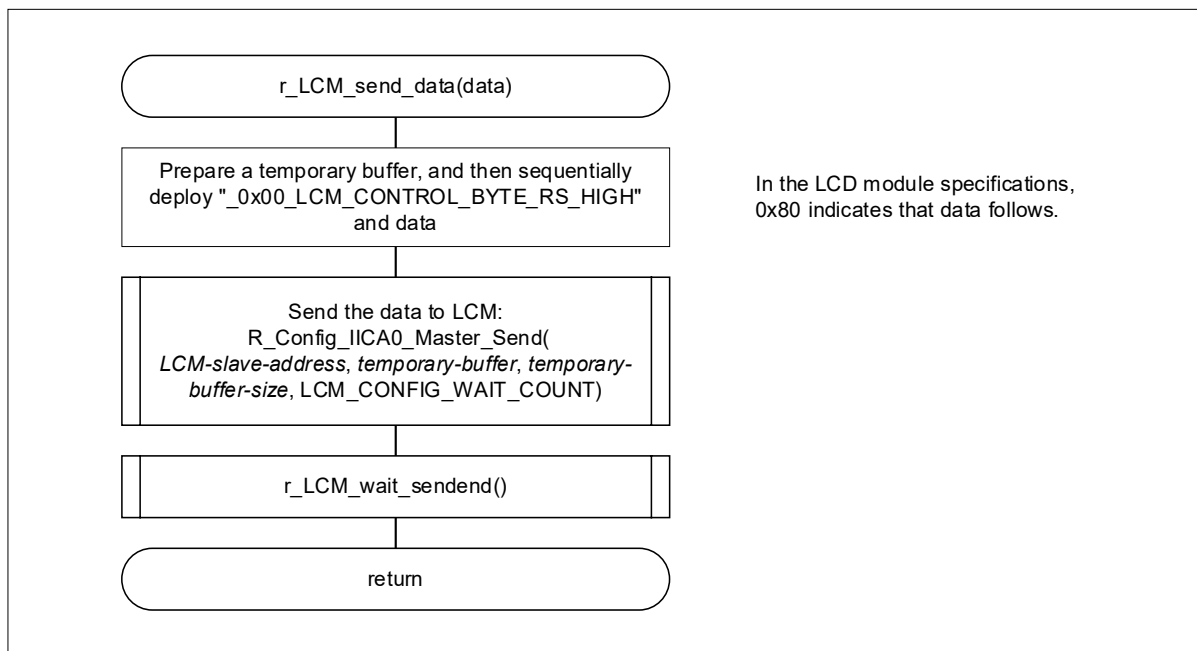 r_LCM_send_data(data)
Prepare a temporary buffer, and then sequentially
deploy "_0x00_LCM_CONTROL_BYTE_RS_HIGH"
and data
In the LCD module specifications,
0x80 indicates that data follows.
Send the data to LCM:
R_Config_IICA0_Master_Send(
LCM-slave-address, temporary-buffer, temporary-
buffer-size, LCM_CONFIG_WAIT_COUNT)
r_LCM_wait_sendend()
return